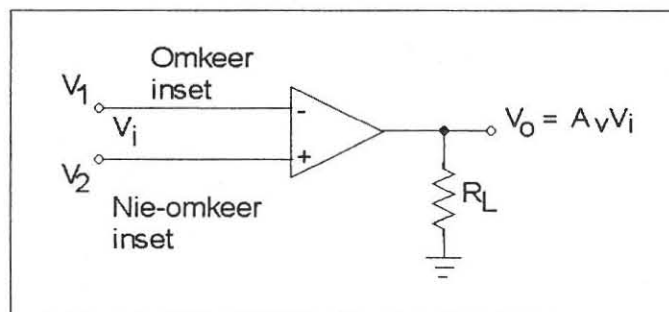 Omkeer
inset
V1
Vi
-
+
V2
Vo = AvVi
RL
Nie-omkeer
inset